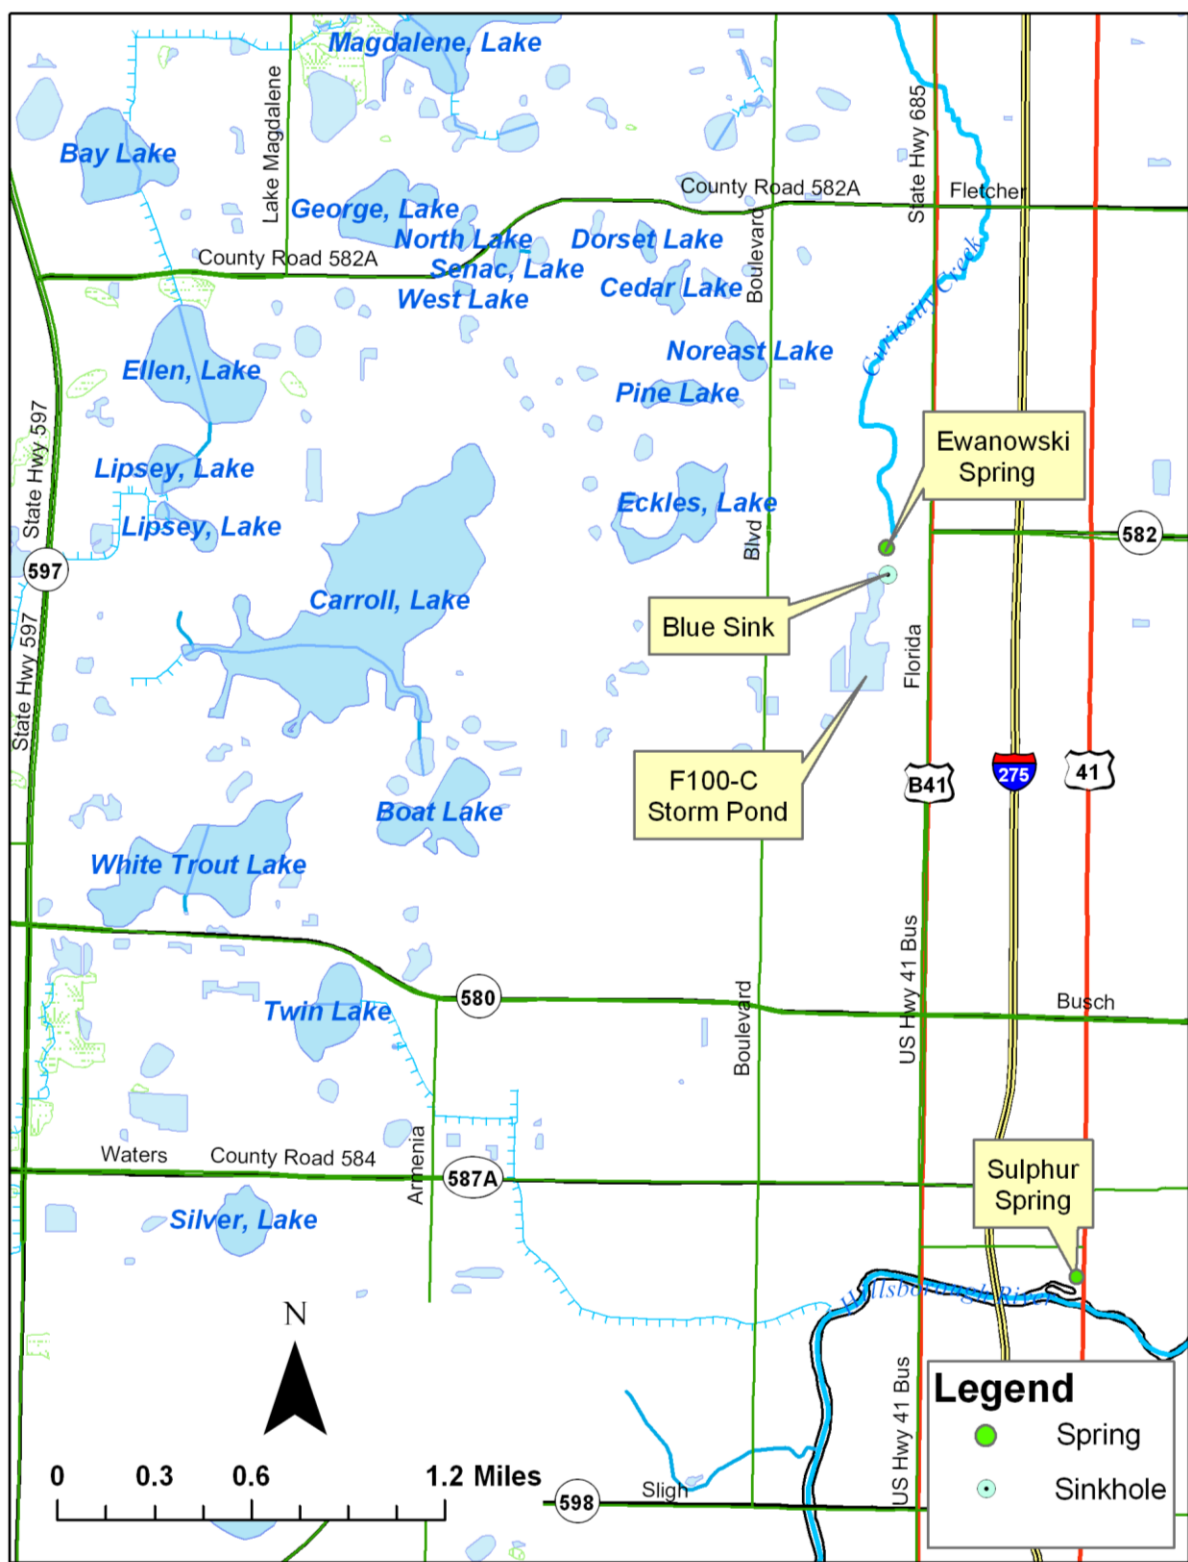 Magdalene, Lake
Lake Magdalene
State Hwy 685
Bay Lake
County Road 582A
Fletcher
George, Lake
North Lake
Dorset Lake
Boulevard
County Road 582A
Senac, Lake
West Lake
Cedar Lake
Curiosity Creek
Noreast Lake
Ellen, Lake
Pine Lake
State Hwy 597
Ewanowski
Spring
Lipsey, Lake
Eckles, Lake
Lipsey, Lake
Blvd
582
597
Carroll, Lake
Blue Sink
State Hwy 597
Florida
F100-C
Storm Pond
B41
275
41
Boat Lake
White Trout Lake
US Hwy 41 Bus
580
Busch
Twin Lake
Boulevard
Armenia
Waters
County Road 584
587A
Sulphur
Spring
Silver, Lake
Hillsborough River
N
US Hwy 41 Bus
Legend
Spring
Sinkhole
0 0.3 0.6 1.2 Miles
598
Sligh